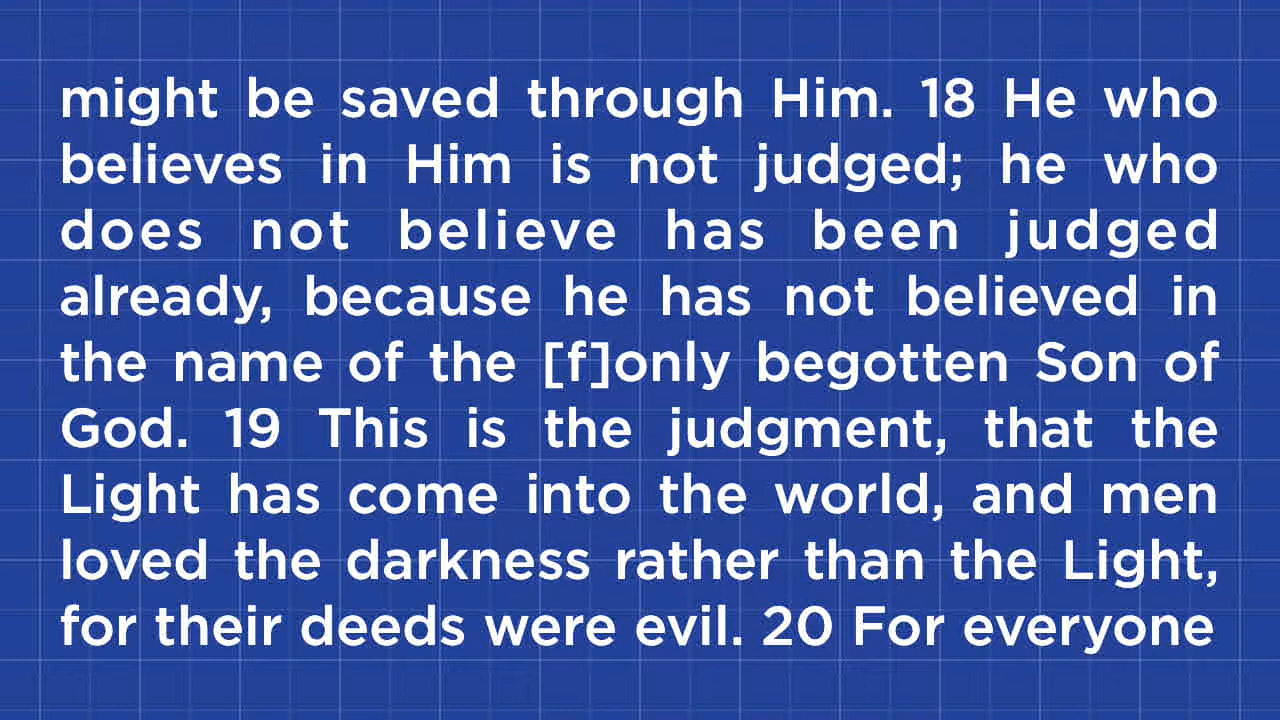 might be saved through Him. 18 He who
believes in Him is not judged; he who
does not believe has been judged
already, because he has not believed in
the name of the [f]only begotten Son of
God. 19 This is the judgment, that the
Light has come into the world, and men
loved the darkness rather than the Light,
for their deeds were evil. 20 For everyone